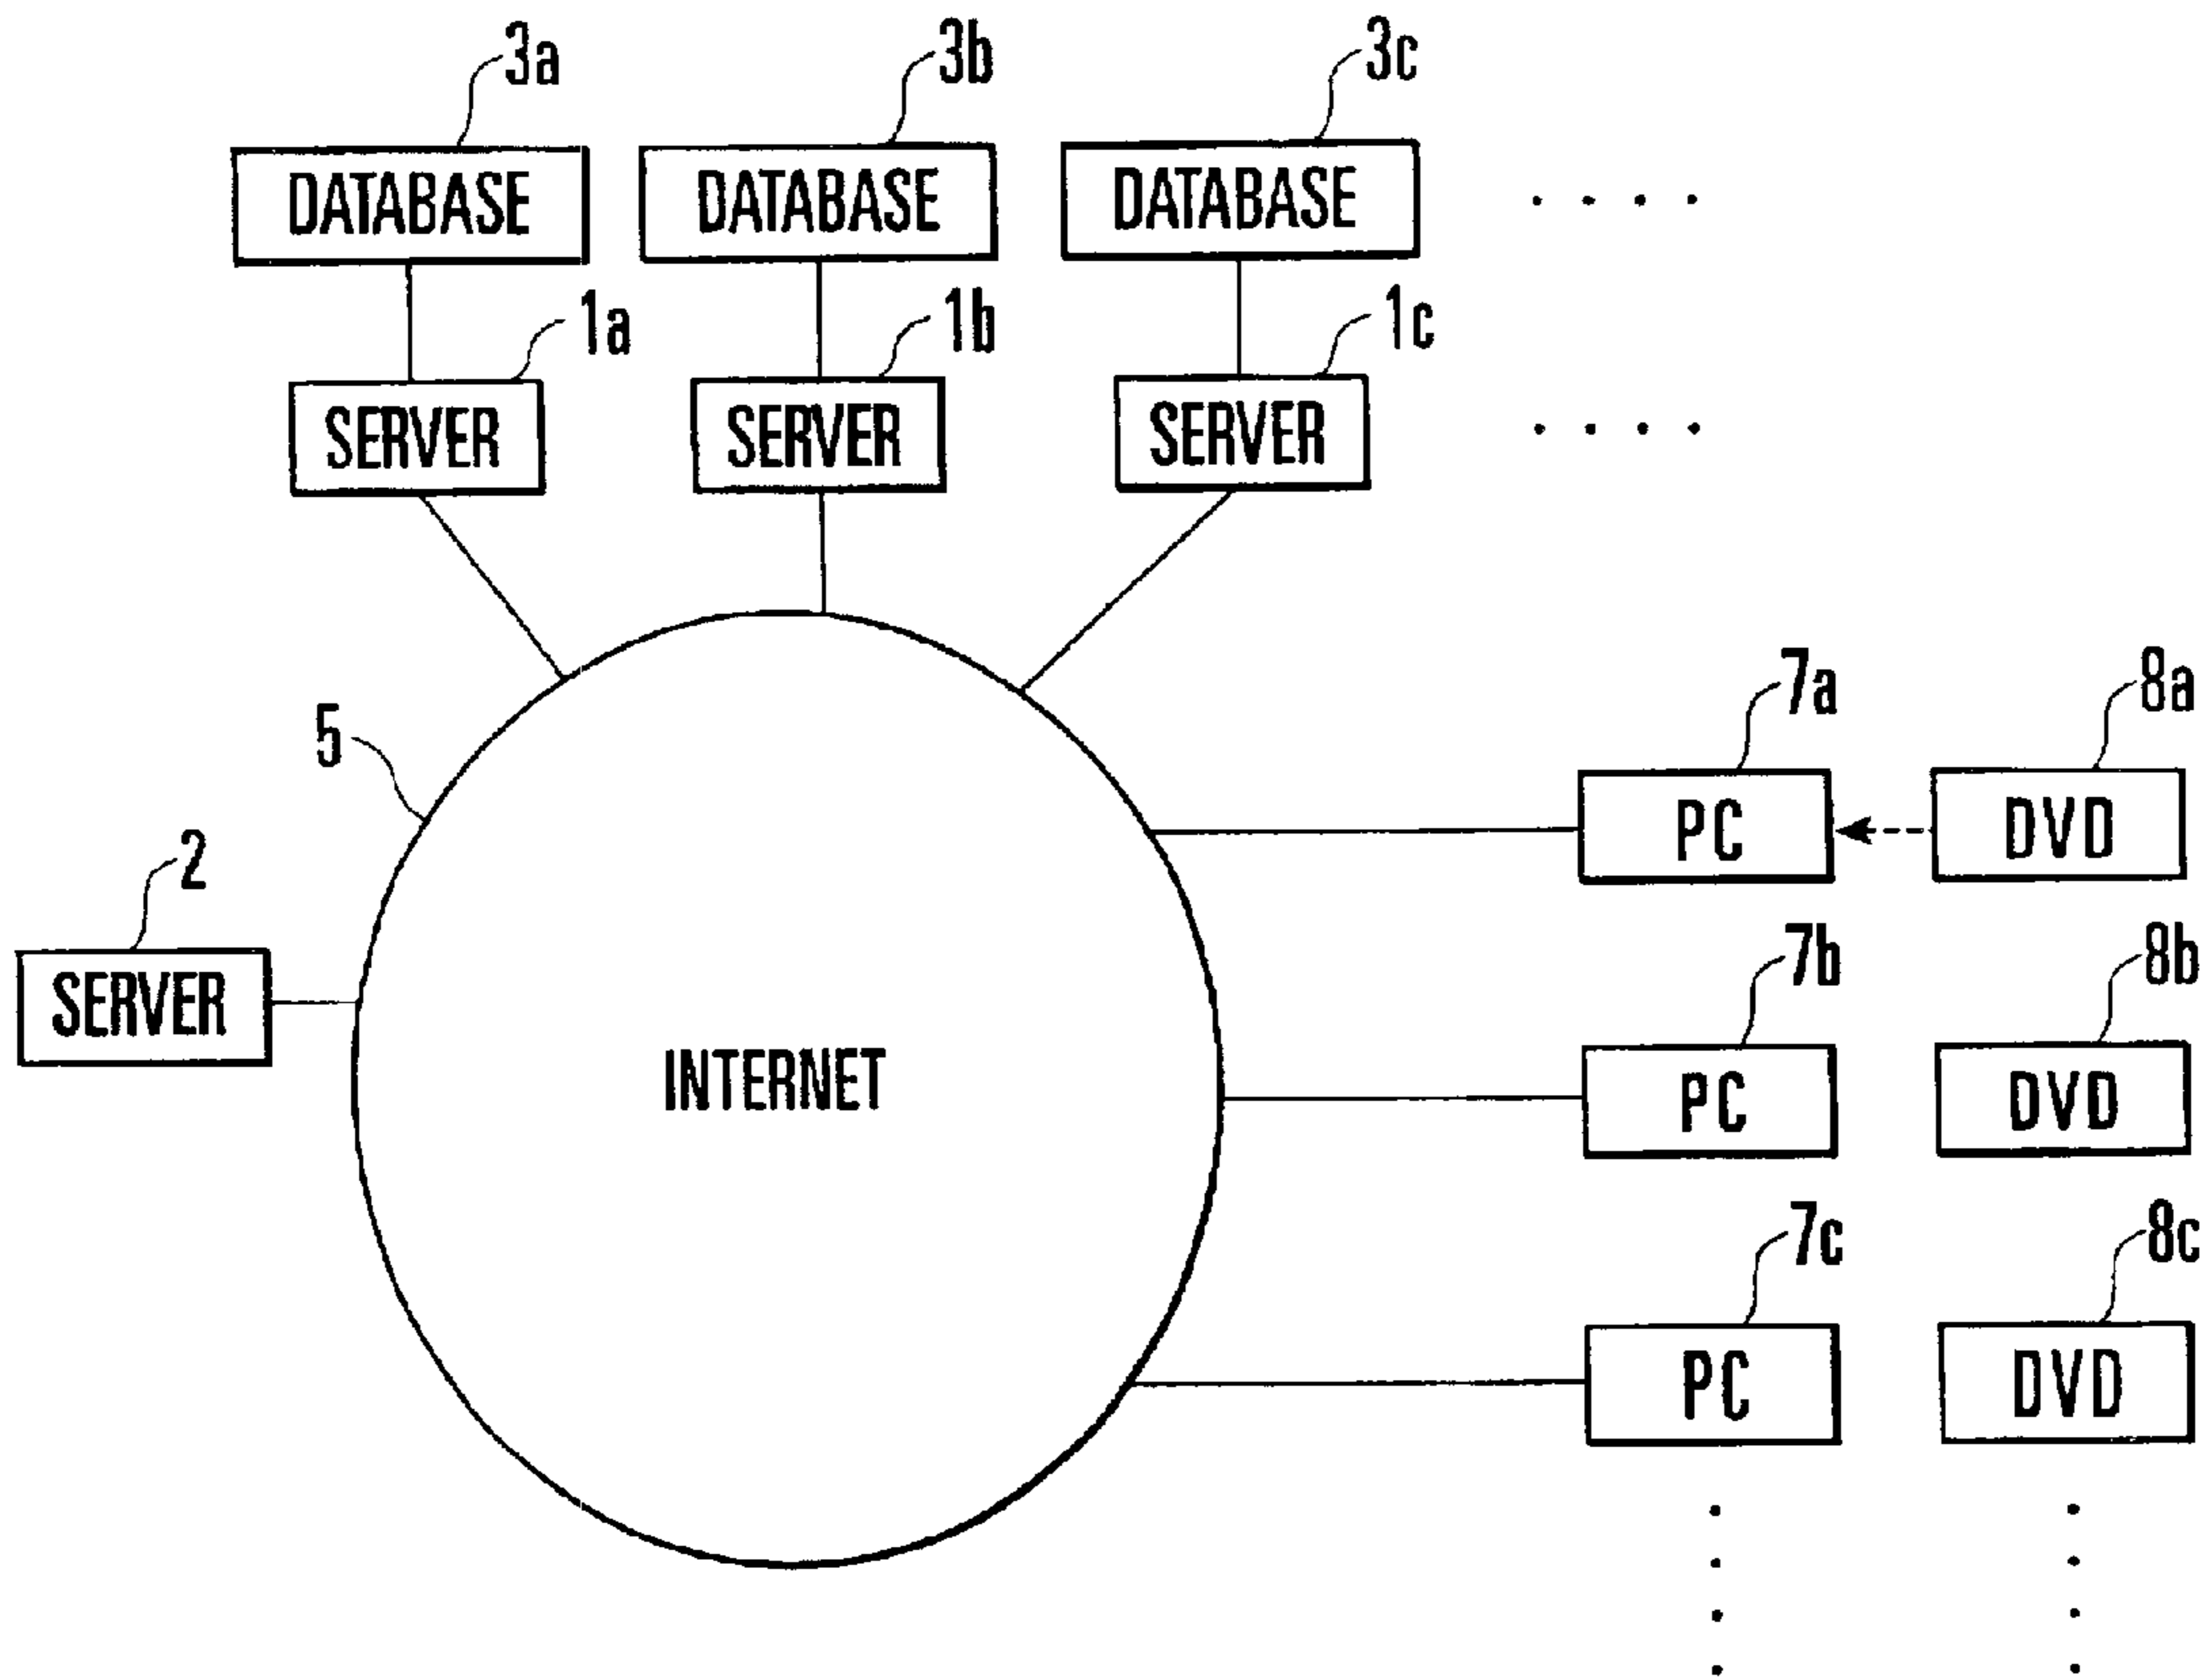 3a 3b 3c
DATABASE DATABASE DATABASE
1a 1b 1c
SERVER SERVER SERVER
7a 8a
5
PC DVD
2
7b 8b
SERVER
INTERNET
PC DVD
7c 8c
PC DVD